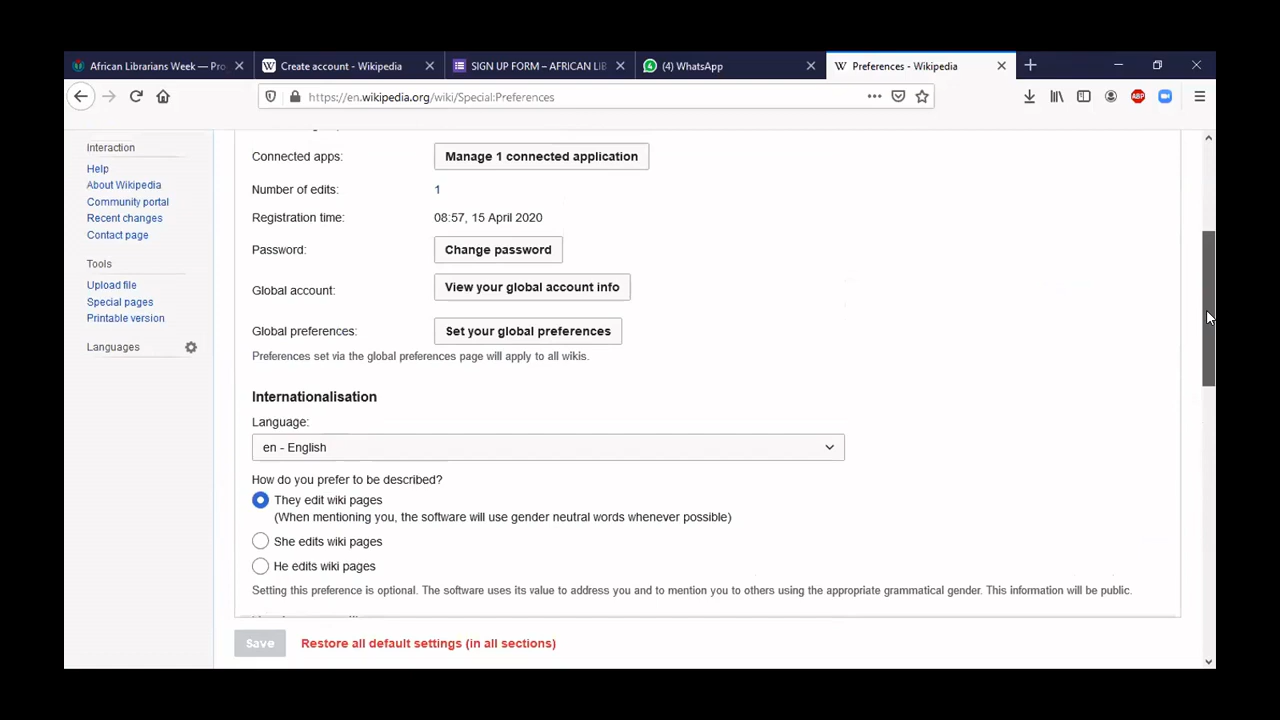 African Librarians Week — Pro
Create account - Wikipedia
SIGN UP FORM – AFRICAN LIB
(4) WhatsApp
W Preferences - Wikipedia
https://en.wikipedia.org/wiki/Special:Preferences
ABP
Interaction
Help
About Wikipedia
Community portal
Recent changes
Contact page
Tools
Upload file
Special pages
Printable version
Languages
Connected apps: Manage 1 connected application
Number of edits: 1
Registration time: 08:57, 15 April 2020
Password: Change password
Global account: View your global account info
Global preferences: Set your global preferences
Preferences set via the global preferences page will apply to all wikis.
Internationalisation
Language:
en - English
How do you prefer to be described?
They edit wiki pages
(When mentioning you, the software will use gender neutral words whenever possible)
She edits wiki pages
He edits wiki pages
Setting this preference is optional. The software uses its value to address you and to mention you to others using the appropriate grammatical gender. This information will be public.
Save Restore all default settings (in all sections)